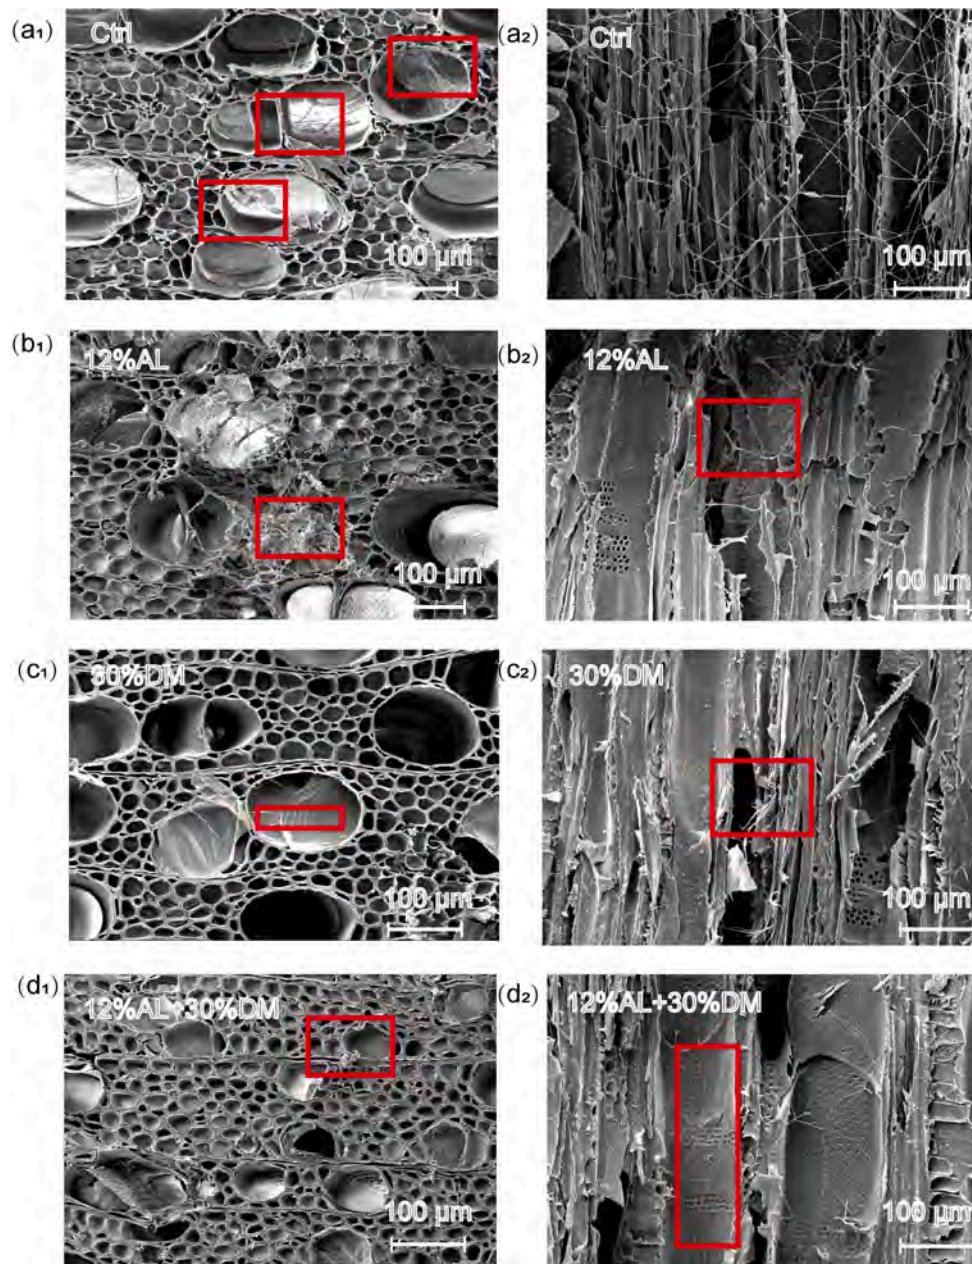 (a₁) Ctrl
100 µm
(a₂) Ctrl
100 µm
(b₁) 12%AL
100 µm
(b₂) 12%AL
100 µm
(c₁) 30%DM
100 µm
(c₂) 30%DM
100 µm
(d₁) 12%AL+30%DM
100 µm
(d₂) 12%AL+30%DM
100 µm